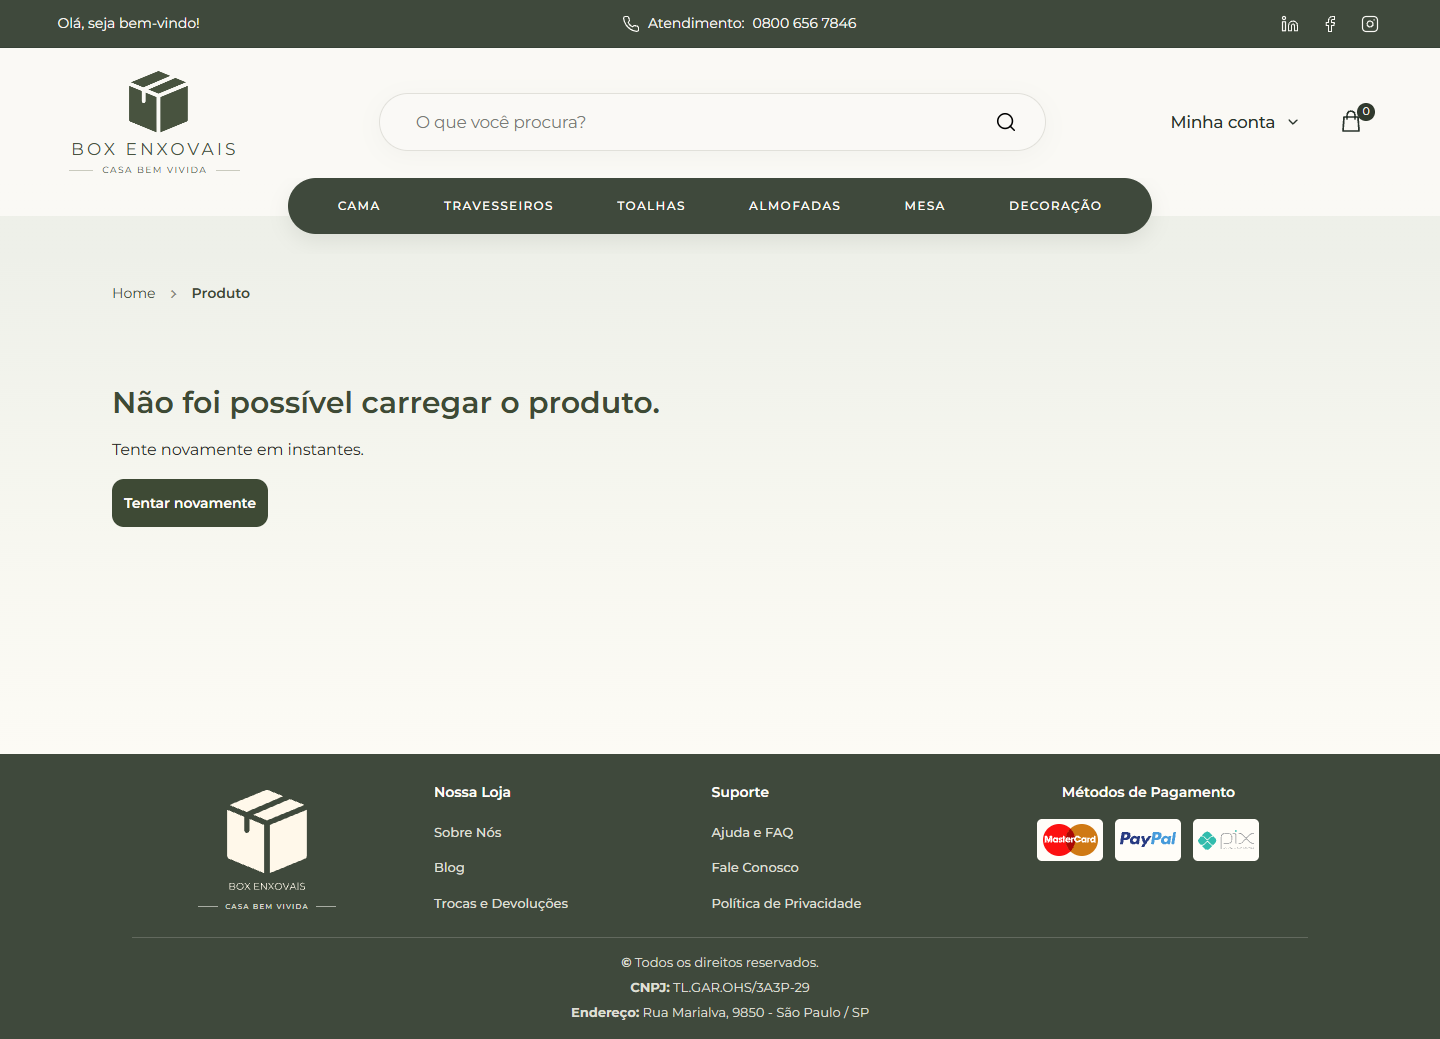 Olá, seja bem-vindo!
Atendimento: 0800 656 7846
BOX ENXOVAIS
CASA BEM VIVIDA
O que você procura?
Minha conta
0
CAMA
TRAVESSEIROS
TOALHAS
ALMOFADAS
MESA
DECORAÇÃO
Home
Produto
Não foi possível carregar o produto.
Tente novamente em instantes.
Tentar novamente
BOX ENXOVAIS
CASA BEM VIVIDA
Nossa Loja
Sobre Nós
Blog
Trocas e Devoluções
Suporte
Ajuda e FAQ
Fale Conosco
Política de Privacidade
Métodos de Pagamento
MasterCard
PayPal
pix
© Todos os direitos reservados.
CNPJ: TL.GAR.OHS/3A3P-29
Endereço: Rua Marialva, 9850 - São Paulo / SP